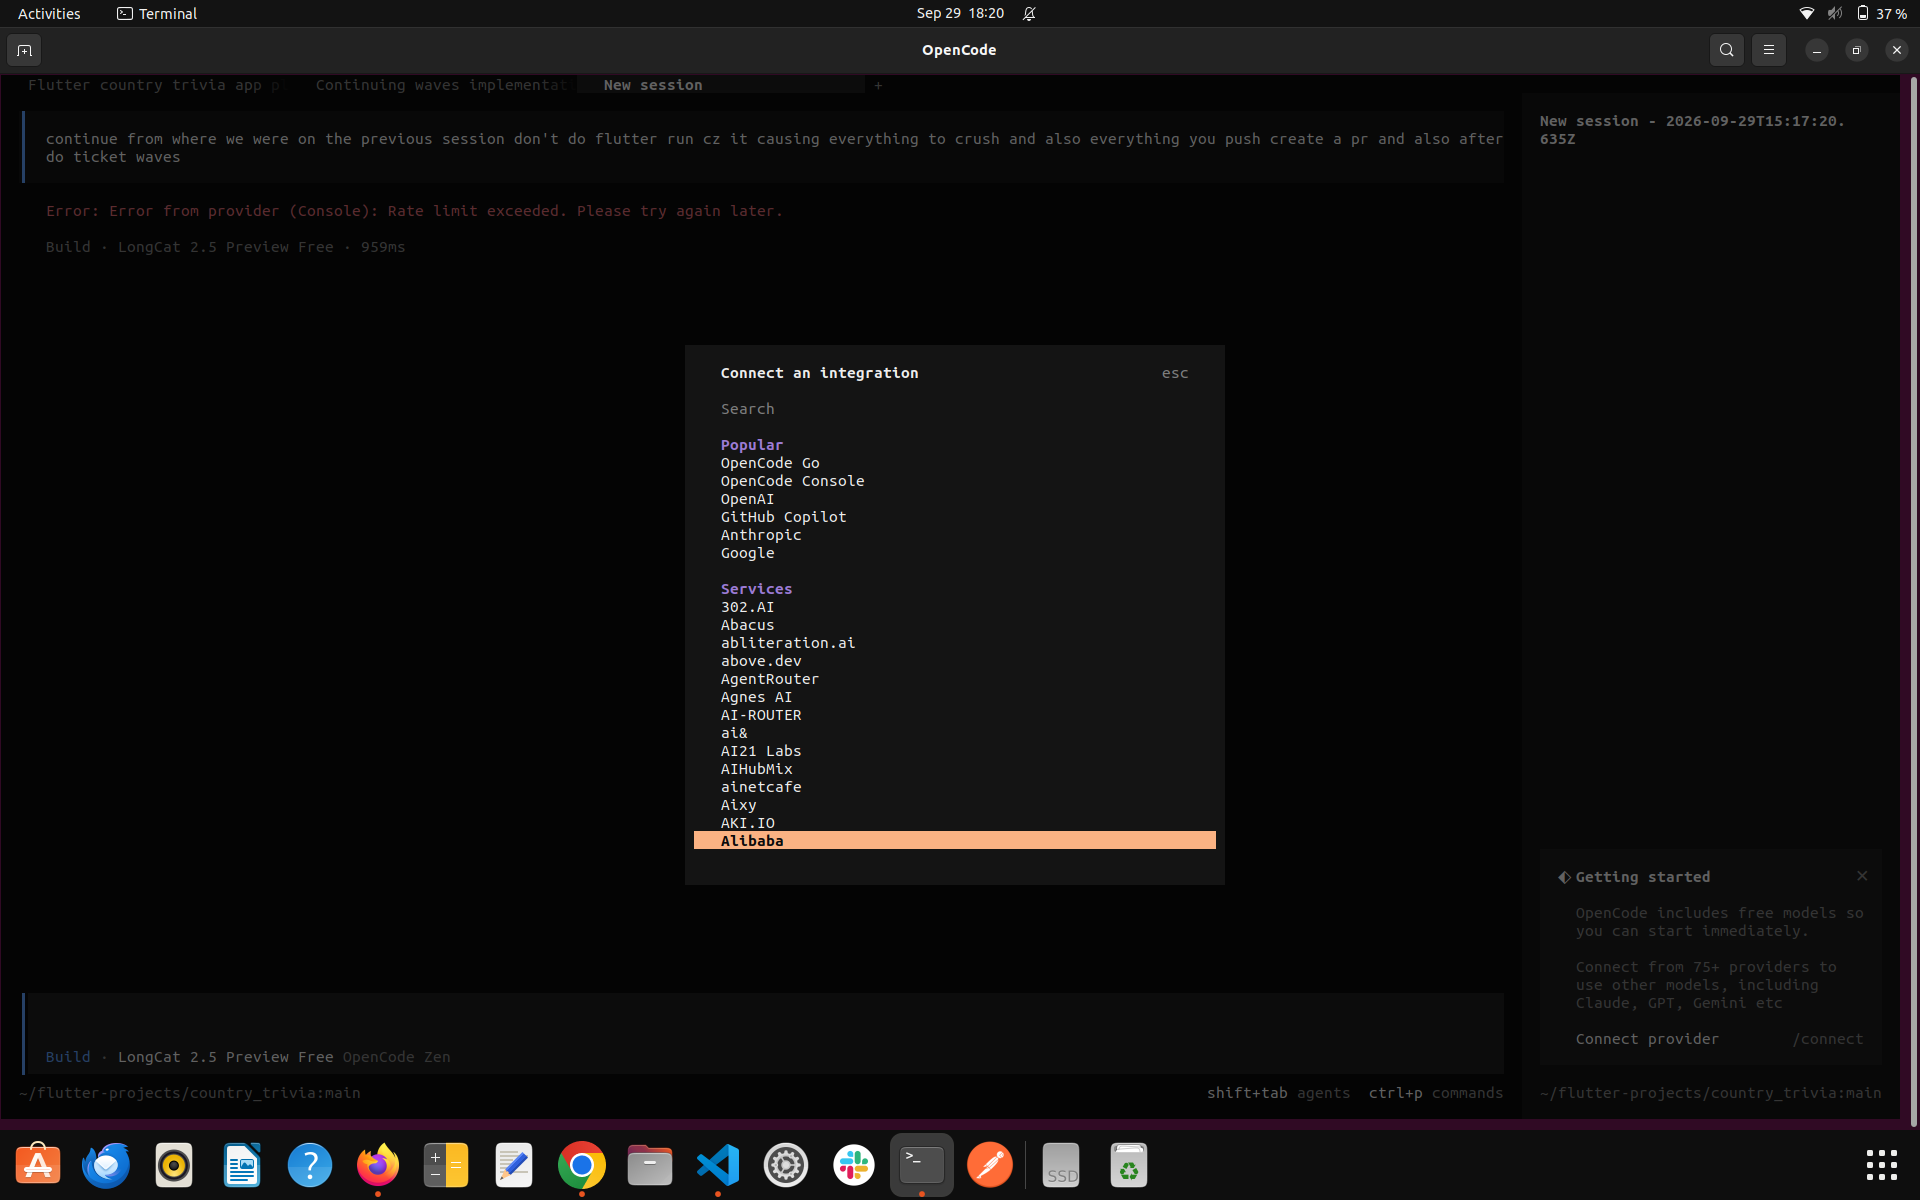 Activities
Terminal
Sep 29 18:20
37 %
OpenCode
Flutter country trivia app p
Continuing waves implementat
New session
+
continue from where we were on the previous session don't do flutter run cz it causing everything to crush and also everything you push create a pr and also after
do ticket waves
Error: Error from provider (Console): Rate limit exceeded. Please try again later.
Build · LongCat 2.5 Preview Free · 959ms
New session - 2026-09-29T15:17:20.
635Z
Connect an integration
esc
Search
Popular
OpenCode Go
OpenCode Console
OpenAI
GitHub Copilot
Anthropic
Google
Services
302.AI
Abacus
abliteration.ai
above.dev
AgentRouter
Agnes AI
AI-ROUTER
ai&
AI21 Labs
AIHubMix
ainetcafe
Aixy
AKI.IO
Alibaba
Getting started
OpenCode includes free models so
you can start immediately.
Connect from 75+ providers to
use other models, including
Claude, GPT, Gemini etc
Connect provider /connect
Build · LongCat 2.5 Preview Free OpenCode Zen
~/flutter-projects/country_trivia:main
shift+tab agents ctrl+p commands
~/flutter-projects/country_trivia:main
SSD